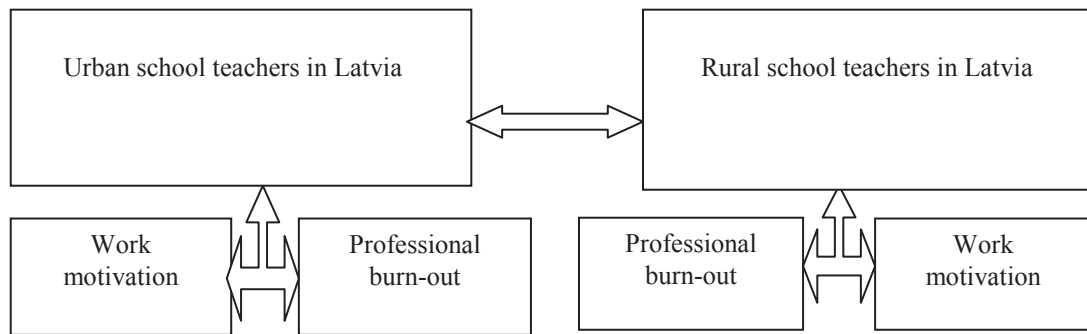 Urban school teachers in Latvia
Rural school teachers in Latvia
Work
motivation
Professional
burn-out
Professional
burn-out
Work
motivation